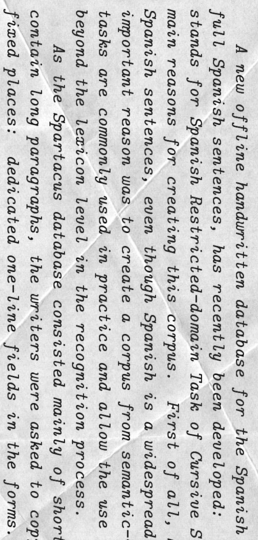 A new offline handwritten database for the Spanish
full Spanish sentences, has recently been developed:
stands for Spanish Restricted-domain Task of Cursive S
main reasons for creating this corpus. First of all,
Spanish sentences, even though Spanish is a widespread
important reason was to create a corpus from semantic-
tasks are commonly used in practice and allow the use
beyond the lexicon level in the recognition process.
As the Spartacus database consisted mainly of short
contain long paragraphs, the writers were asked to cop
fixed places: dedicated one-line fields in the forms.